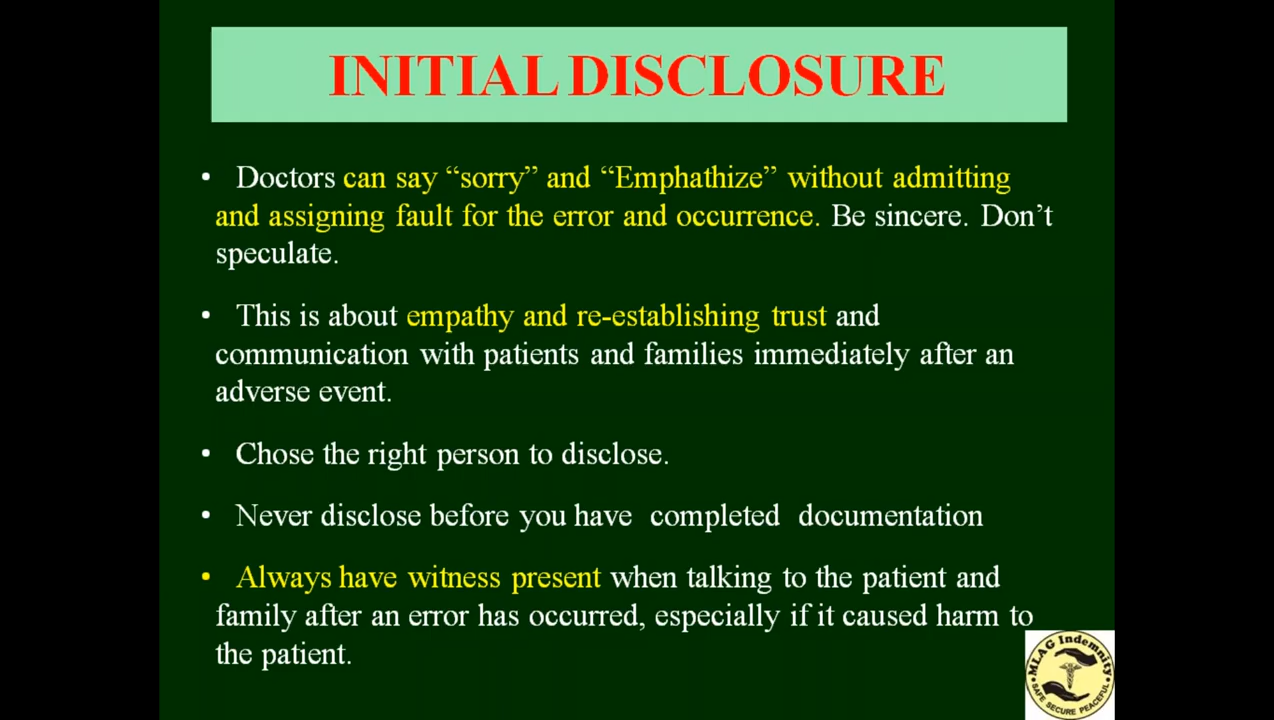 INITIAL DISCLOSURE
• Doctors can say “sorry” and “Emphathize” without admitting
and assigning fault for the error and occurrence. Be sincere. Don’t
speculate.
• This is about empathy and re-establishing trust and
communication with patients and families immediately after an
adverse event.
• Chose the right person to disclose.
• Never disclose before you have completed documentation
• Always have witness present when talking to the patient and
family after an error has occurred, especially if it caused harm to
the patient.
MLAG Indemnity
SAFE SECURE PEACEFUL